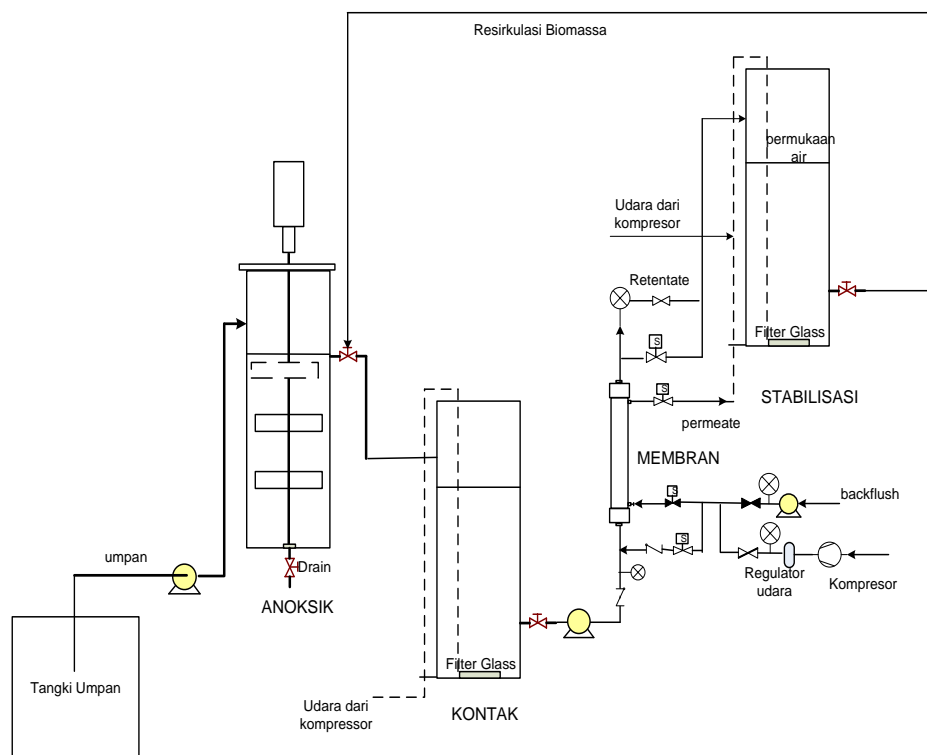 Resirkulasi Biomassa
permukaan
air
Udara dari
kompresor
Retentate
Filter Glass
STABILISASI
S
S
permeate
MEMBRAN
S
backflush
S
umpan
Drain
ANOKSIK
Regulator
udara
Kompresor
Filter Glass
Tangki Umpan
Udara dari
kompressor
KONTAK